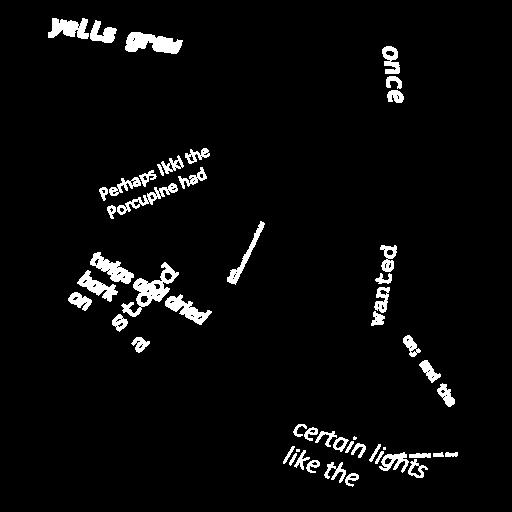 yells grow
once
Perhaps Ikki the
Porcupine had
twigs and dried
bark
on
stood
a
wanted
on; and the
certain lights
like the